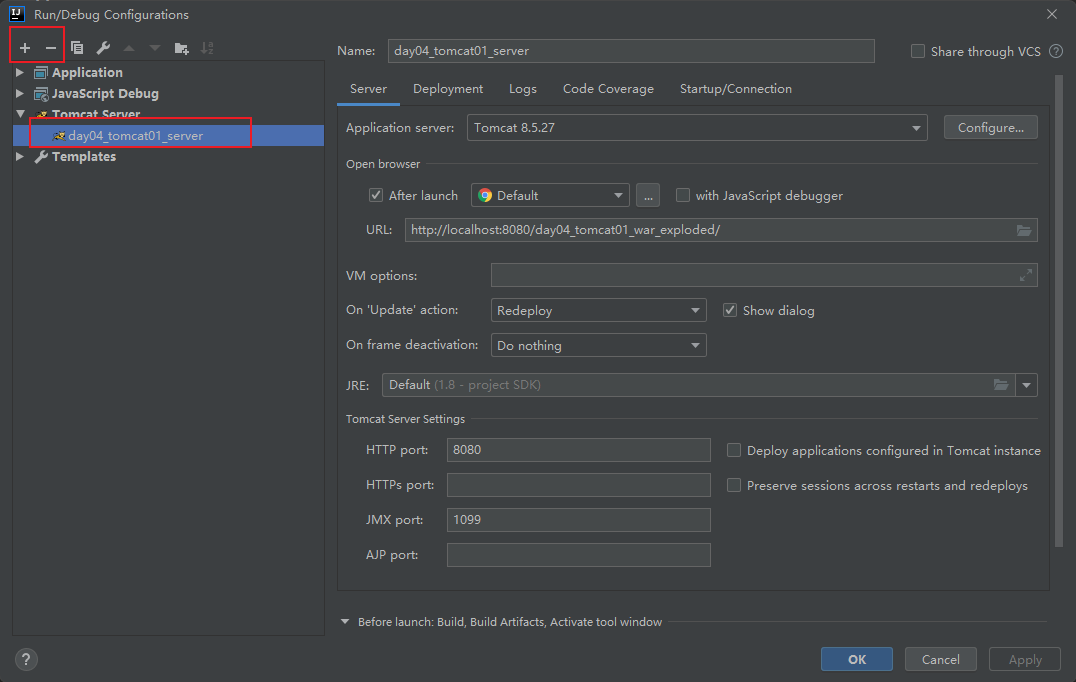 Run/Debug Configurations
Application
JavaScript Debug
Tomcat Server
day04_tomcat01_server
Templates
Name: day04_tomcat01_server
Share through VCS ?
Server Deployment Logs Code Coverage Startup/Connection
Application server: Tomcat 8.5.27 Configure...
Open browser
After launch Default ... with JavaScript debugger
URL: http://localhost:8080/day04_tomcat01_war_exploded/
VM options:
On 'Update' action: Redeploy Show dialog
On frame deactivation: Do nothing
JRE: Default (1.8 - project SDK)
Tomcat Server Settings
HTTP port: 8080 Deploy applications configured in Tomcat instance
HTTPs port: Preserve sessions across restarts and redeploys
JMX port: 1099
AJP port:
Before launch: Build, Build Artifacts, Activate tool window
? OK Cancel Apply